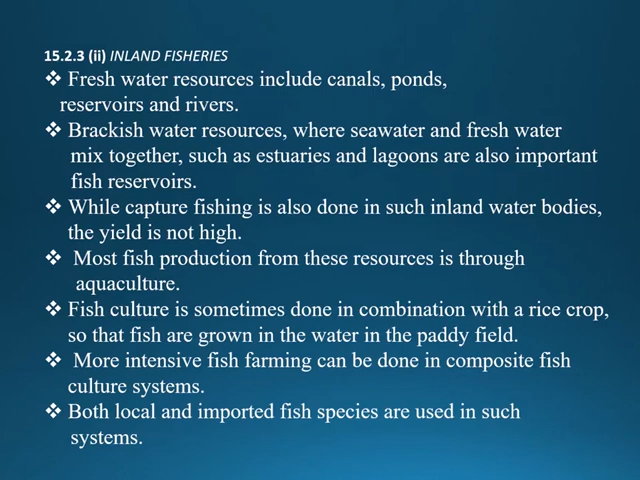 15.2.3 (ii) INLAND FISHERIES
❖ Fresh water resources include canals, ponds,
reservoirs and rivers.
❖ Brackish water resources, where seawater and fresh water
mix together, such as estuaries and lagoons are also important
fish reservoirs.
❖ While capture fishing is also done in such inland water bodies,
the yield is not high.
❖ Most fish production from these resources is through
aquaculture.
❖ Fish culture is sometimes done in combination with a rice crop,
so that fish are grown in the water in the paddy field.
❖ More intensive fish farming can be done in composite fish
culture systems.
❖ Both local and imported fish species are used in such
systems.